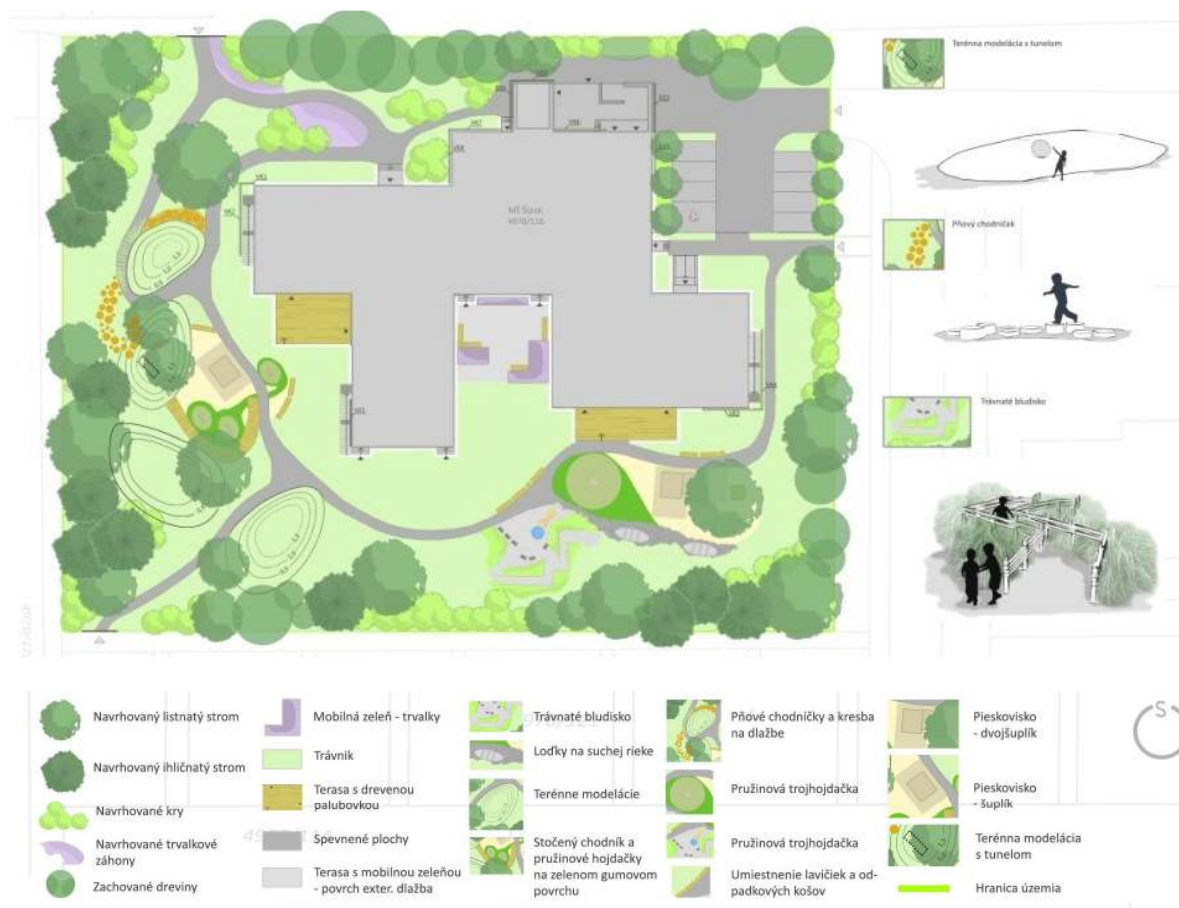 Terénna modelácia s tunelom
Pňový chodníček
Trávnaté bludisko
Navrhovaný listnatý strom
Navrhovaný ihličnatý strom
Navrhované kry
Navrhované trvalkové
záhony
Zachované dreviny
Mobilná zeleň - trvalky
Trávnik
Terasa s drevenou
palubovkou
Spevnené plochy
Terasa s mobilnou zeleňou
- povrch exter. dlažba
Trávnaté bludisko
Loďky na suchej rieke
Terénne modelácie
Stočený chodník a
pružinové hojdačky
na zelenom gumovom
povrchu
Pňové chodníčky a kresba
na dlažbe
Pružinová trojhojdačka
Pružinová trojhojdačka
Umiestnenie lavičiek a od-
padkových košov
Pieskovisko
- dvojšuplík
Pieskovisko
- šuplík
Terénna modelácia
s tunelom
Hranica územia
S